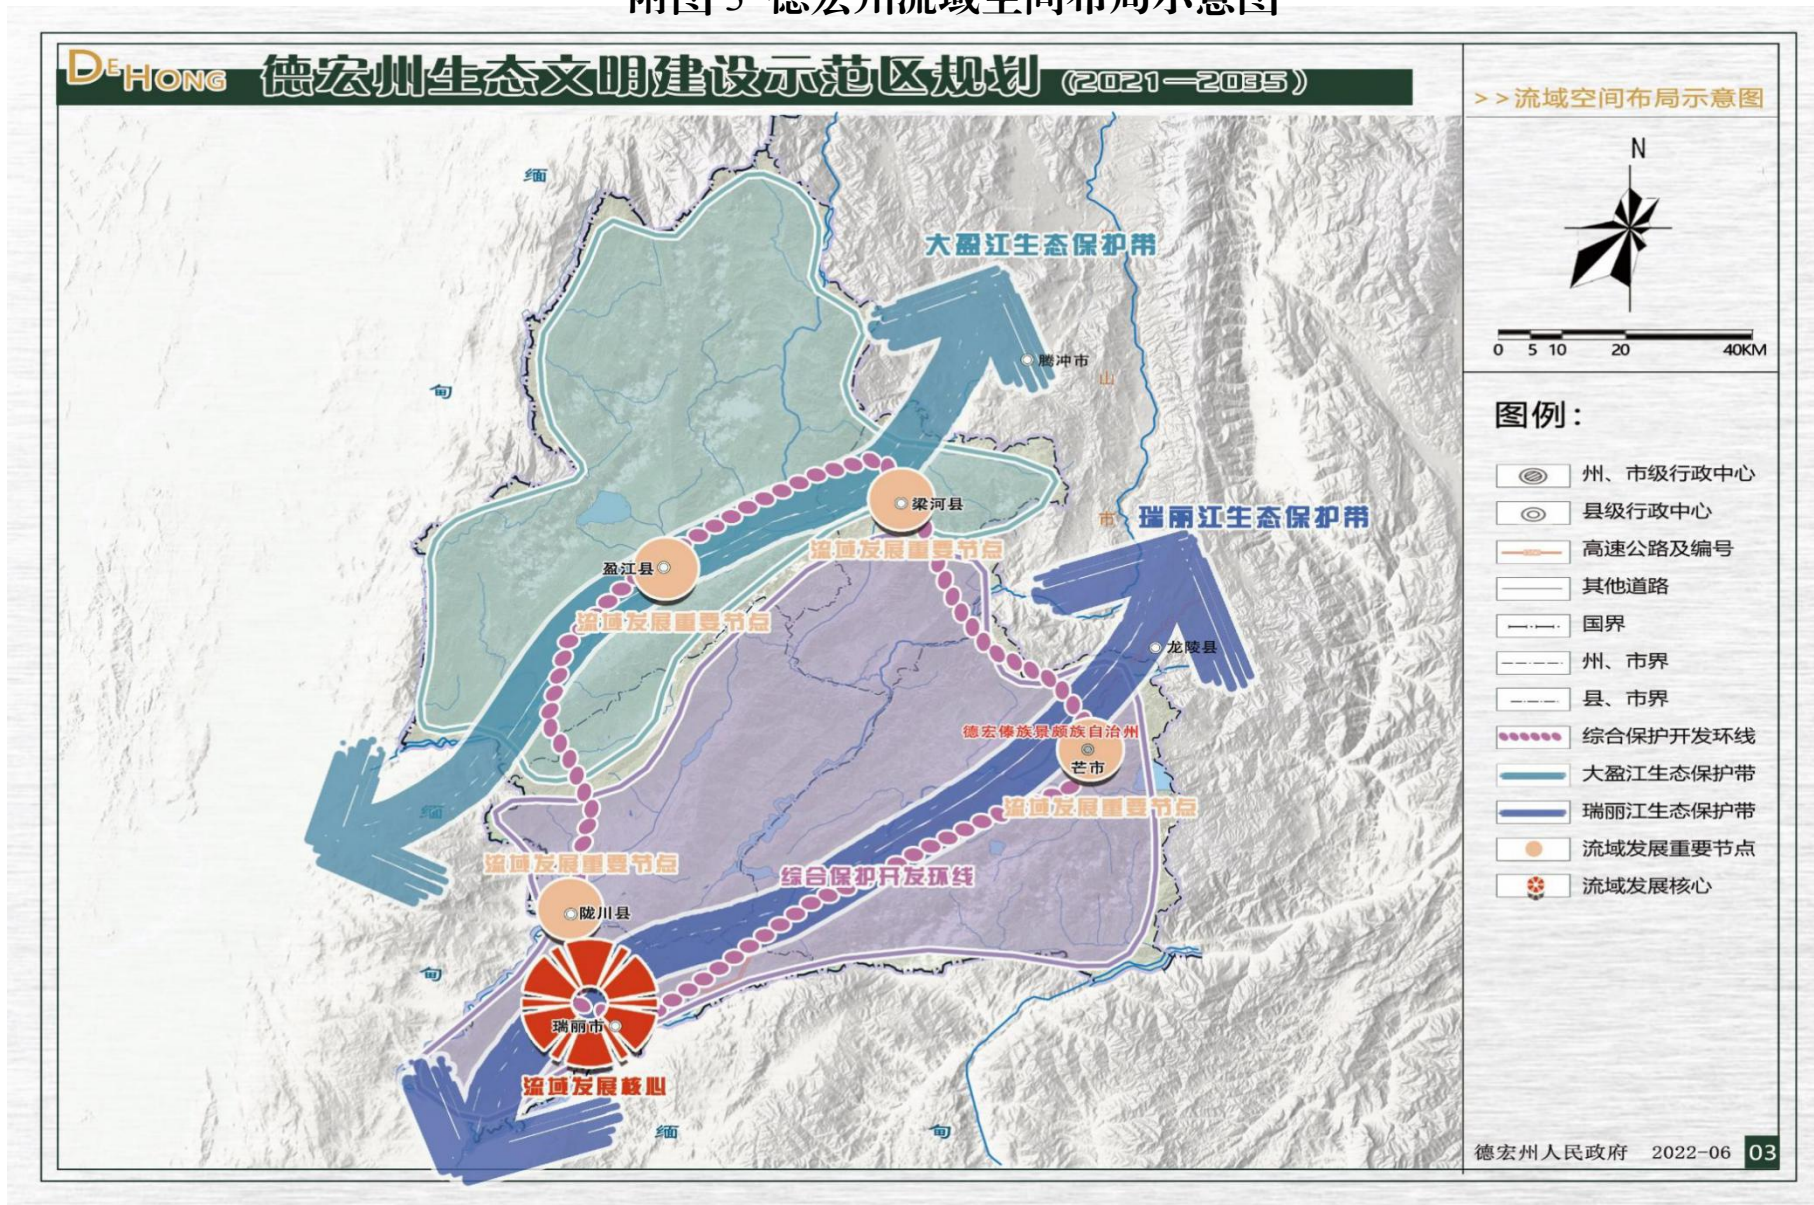 附图 3 德宏州流域空间布局示意图
DEHONG 德宏州生态文明建设示范区规划(2021—2035)
>>流域空间布局示意图
N
0 5 10 20 40KM
缅
大盈江生态保护带
腾冲市
山
甸
梁河县
市
瑞丽江生态保护带
流域发展重要节点
盈江县
流域发展重要节点
龙陵县
德宏傣族景颇族自治州
芒市
流域发展重要节点
缅
流域发展重要节点
综合保护开发环线
陇川县
甸
瑞丽市
流域发展核心
缅
甸
图例：
州、市级行政中心
县级行政中心
高速公路及编号
其他道路
国界
州、市界
县、市界
综合保护开发环线
大盈江生态保护带
瑞丽江生态保护带
流域发展重要节点
流域发展核心
德宏州人民政府 2022-06 03